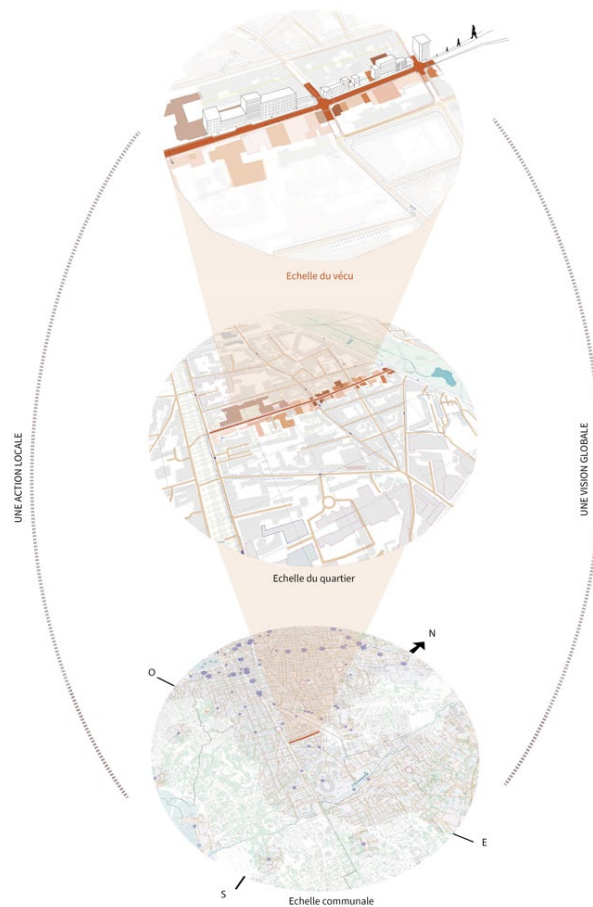 Echelle du vécu
UNE ACTION LOCALE
UNE VISION GLOBALE
Echelle du quartier
N
O
E
S
Echelle communale